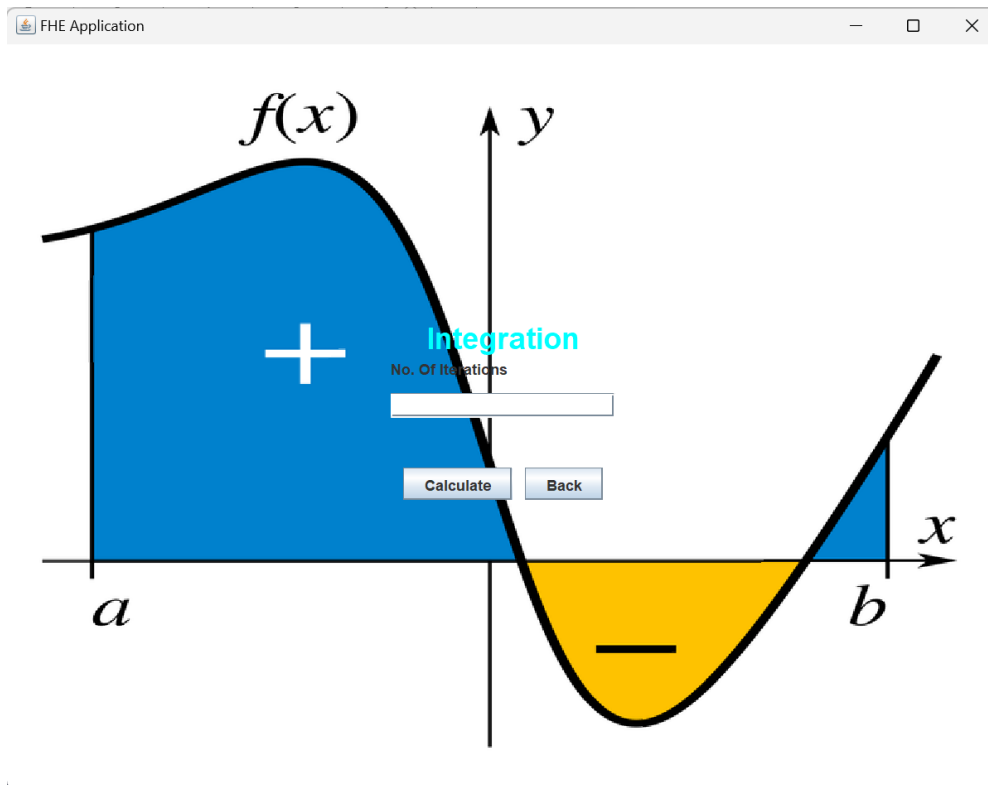 FHE Application
f(x)
y
+
Integration
No. Of Iterations
Calculate Back
x
a b
—